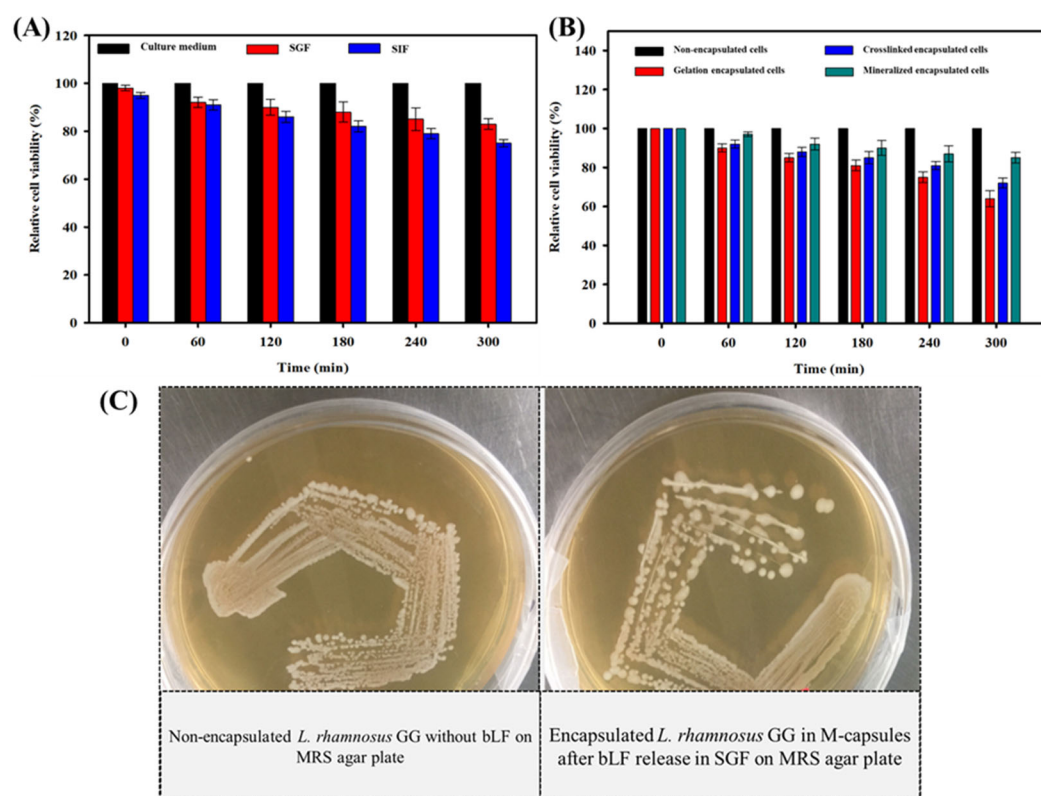 (A)
120
100
80
60
40
20
0
Relative cell viability (%)
Culture medium
SGF
SIF
0 60 120 180 240 300
Time (min)
(B)
140
120
100
80
60
40
20
0
Relative cell viability (%)
Non-encapsulated cells
Crosslinked encapsulated cells
Gelation encapsulated cells
Mineralized encapsulated cells
0 60 120 180 240 300
Time (min)
(C)
Non-encapsulated L. rhamnosus GG without bLF on
MRS agar plate
Encapsulated L. rhamnosus GG in M-capsules
after bLF release in SGF on MRS agar plate